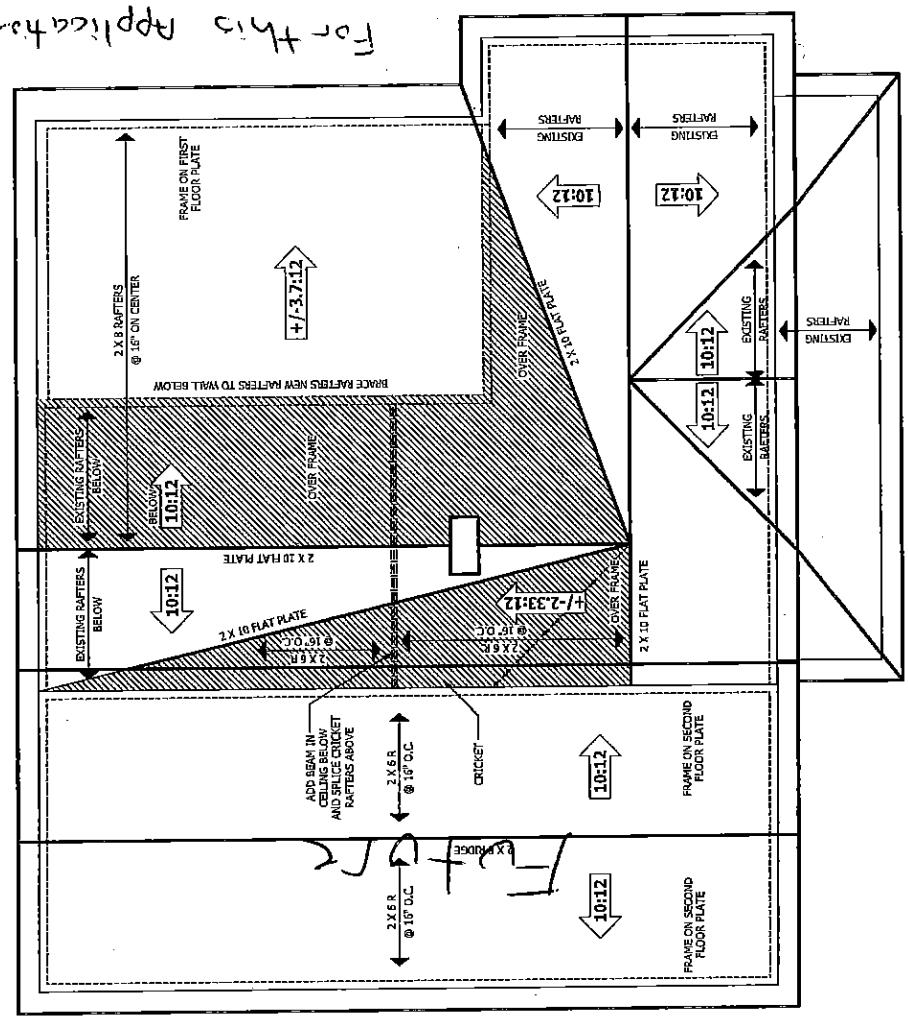 For this Application
FRAME ON FIRST
FLOOR PLATE
2 X 8 RAFTERS
@ 16" ON CENTER
+/-3.7:12
BRACE RAFTERS NEW RAFTERS TO WALL BELOW
EXISTING RAFTERS
BELOW
BELOW
10:12
OVER FRAME
OVER FRAME
2 X 10 FLAT PLATE
EXISTING
RAFTERS
EXISTING
RAFTERS
10:12
10:12
2 X 10 FLAT PLATE
EXISTING RAFTERS
BELOW
10:12
2 X 10 FLAT PLATE
2 X 6 R
@ 16" O.C.
2 X 6 R
@ 16" O.C.
+/-2.33:12
OVER FRAME
2 X 10 FLAT PLATE
10:12
10:12
EXISTING
RAFTERS
EXISTING
RAFTERS
EXISTING
RAFTERS
ADD BEAM IN
CEILING BELOW
AND SPLICE CRICKET
RAFTERS ABOVE
CRICKET
2 X 6 R
@ 16" O.C.
10:12
FRAME ON SECOND
FLOOR PLATE
RIDGE
2 X 6 R
@ 16" O.C.
10:12
FRAME ON SECOND
FLOOR PLATE